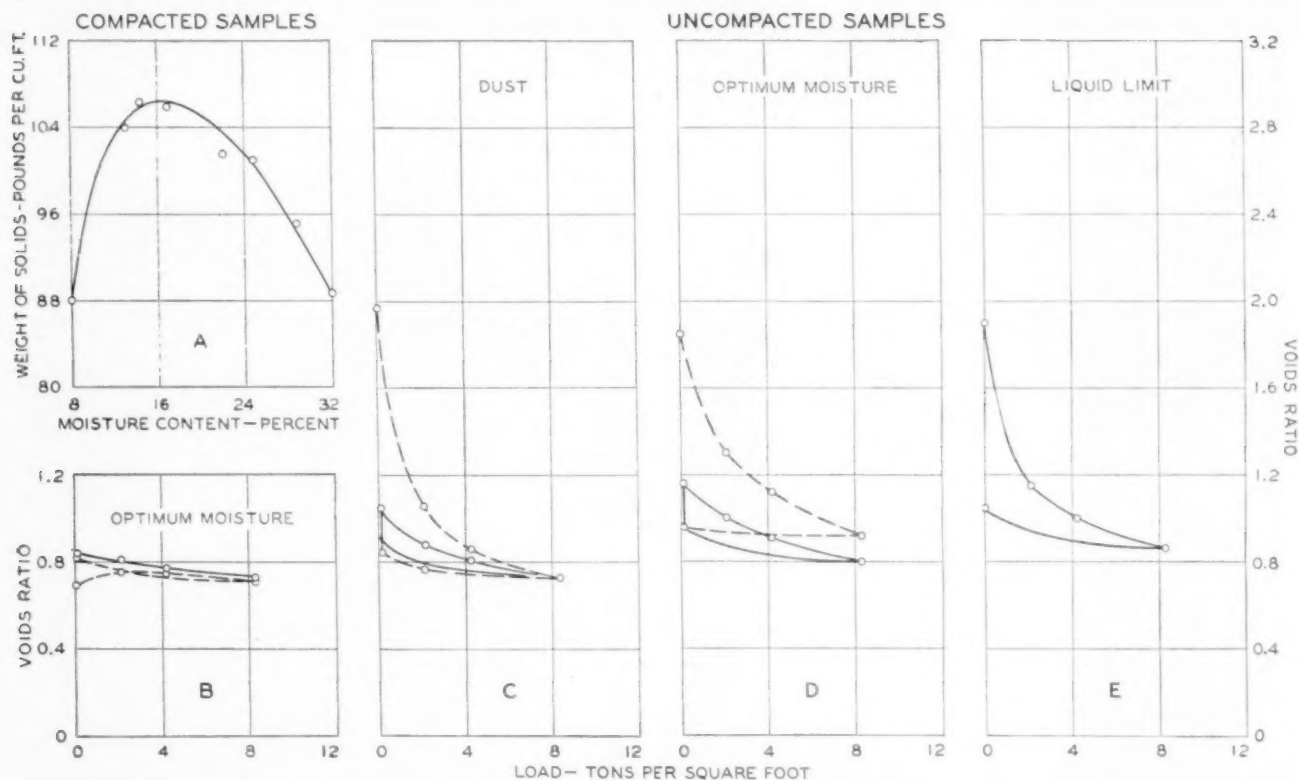 COMPACTED SAMPLES
UNCOMPACTED SAMPLES
WEIGHT OF SOLIDS-POUNDS PER CU.FT.
112
104
96
88
80
A
8 16 24 32
MOISTURE CONTENT-PERCENT
VOIDS RATIO
1.2
0.8
0.4
0
OPTIMUM MOISTURE
B
0 4 8 12
DUST
C
0 4 8 12
OPTIMUM MOISTURE
D
0 4 8 12
LIQUID LIMIT
E
0 4 8 12
3.2
2.8
2.4
2.0
1.6
1.2
0.8
0.4
0
VOIDS RATIO
LOAD-TONS PER SQUARE FOOT